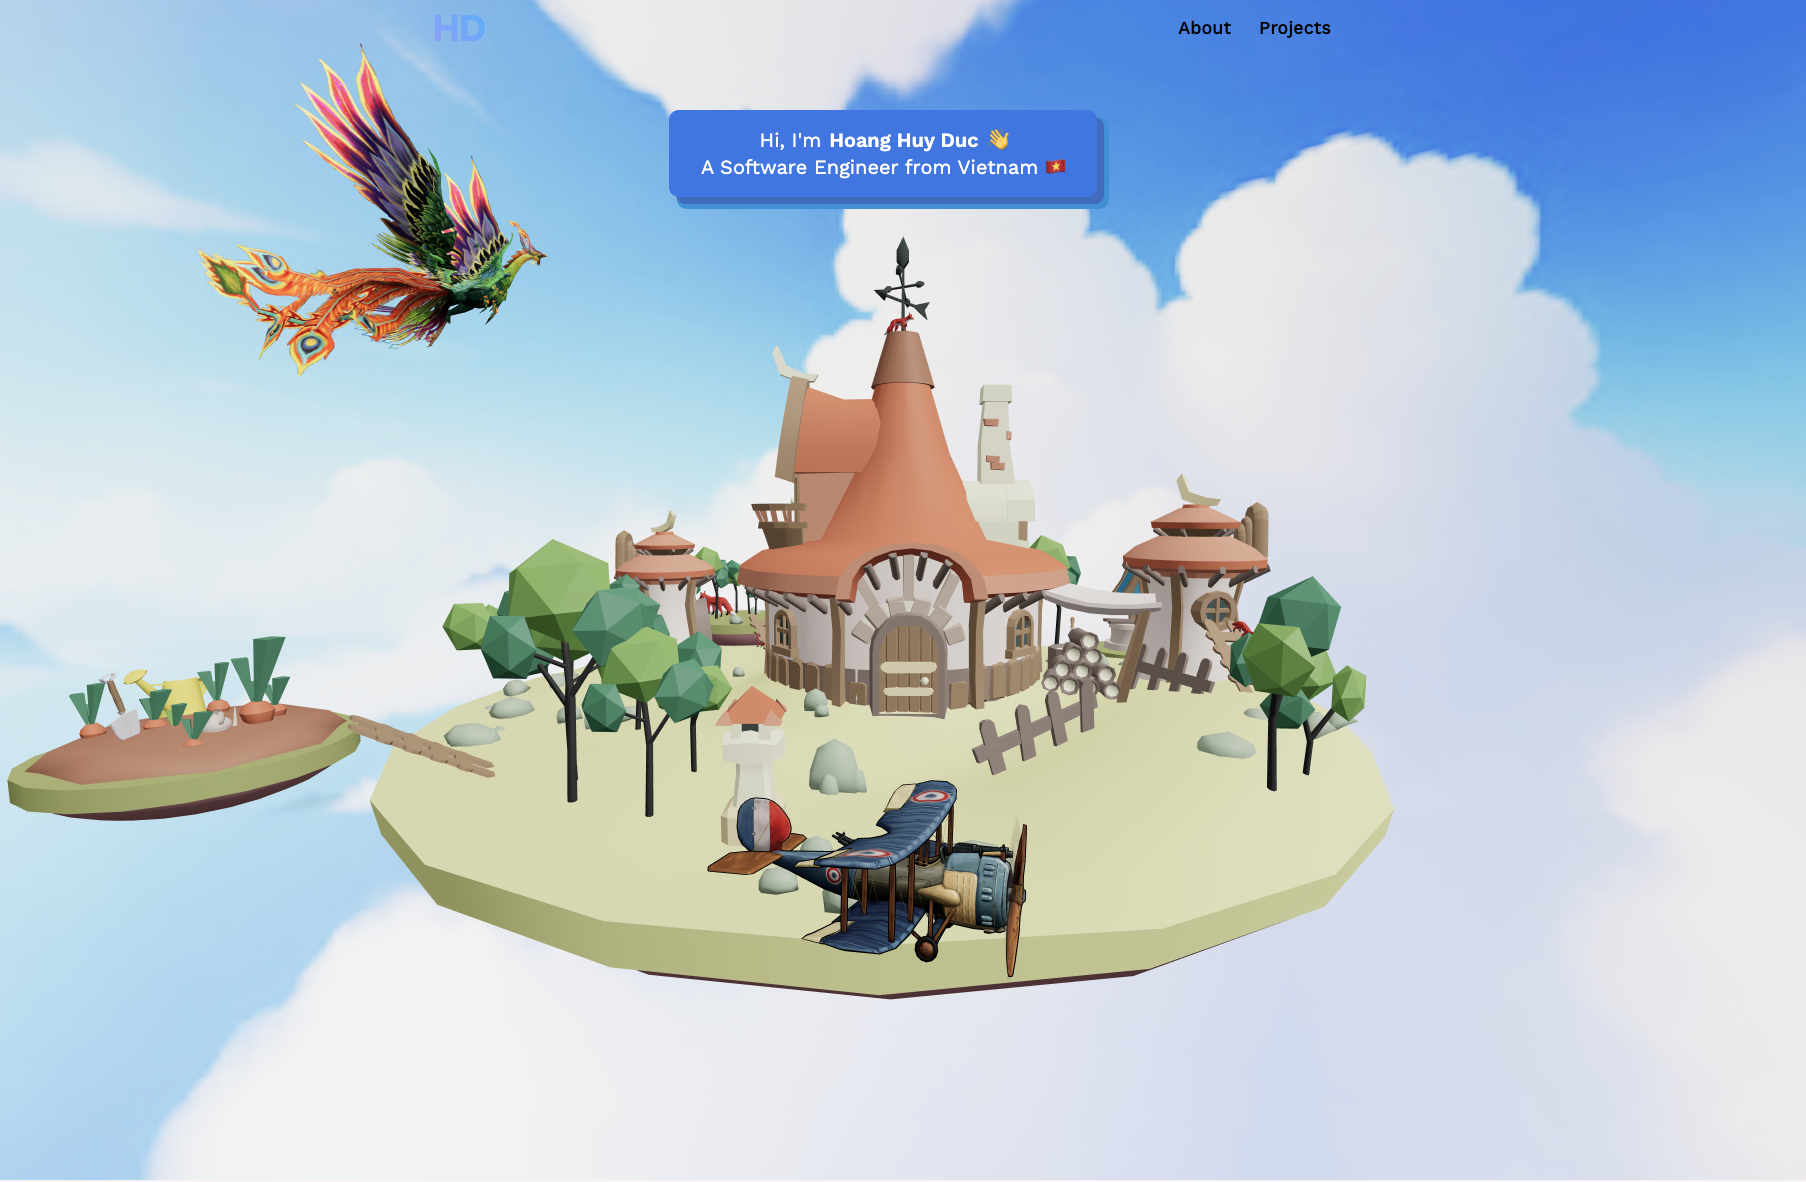 HD
About
Projects
Hi, I'm Hoang Huy Duc 👋
A Software Engineer from Vietnam 🇻🇳